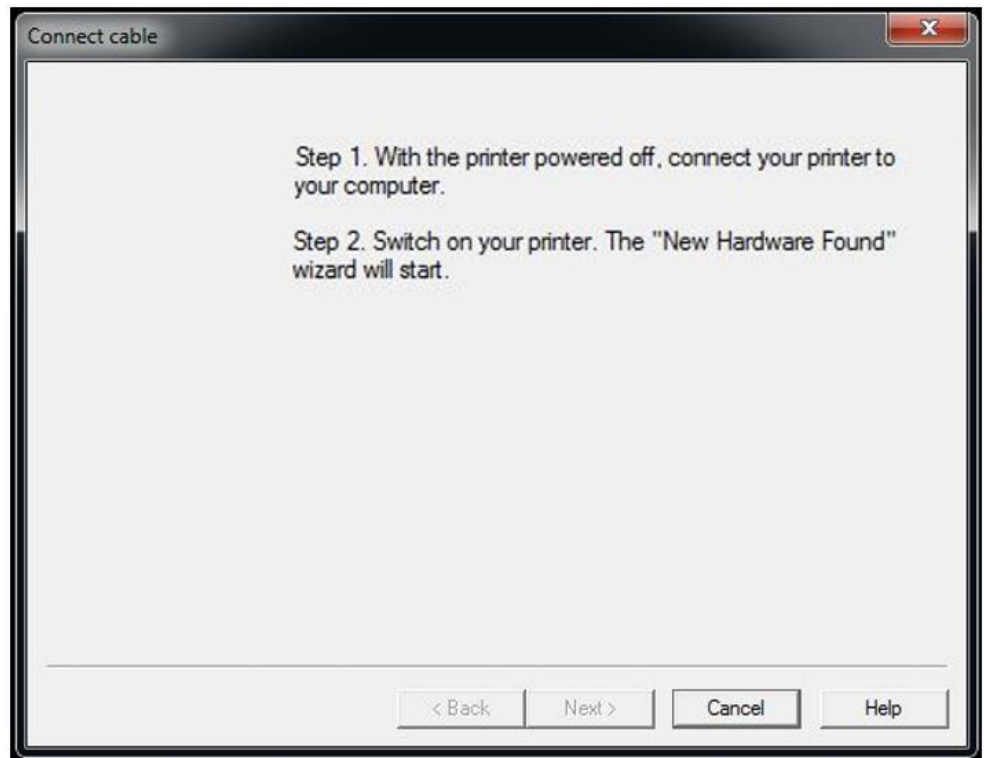 Connect cable
Step 1. With the printer powered off, connect your printer to
your computer.
Step 2. Switch on your printer. The "New Hardware Found"
wizard will start.
< Back
Next >
Cancel
Help